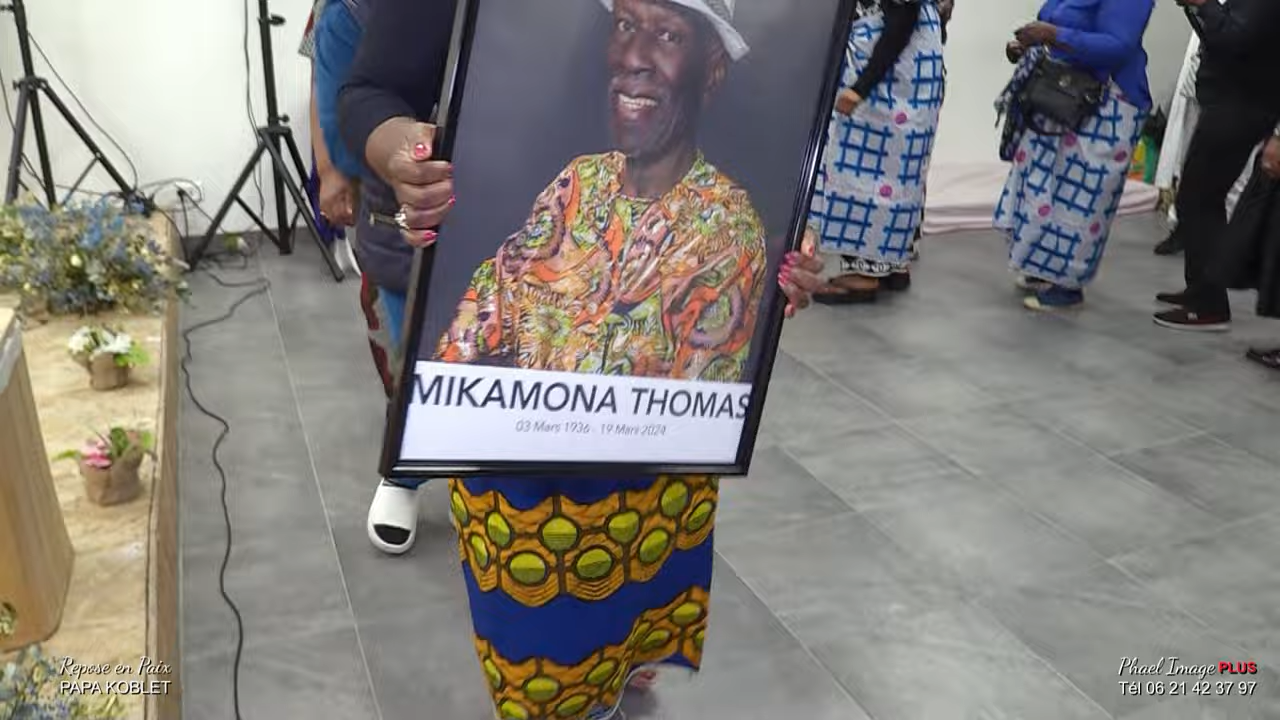 MIKAMONA THOMAS
03 Mars 1936 - 19 Mars 2024
Repose en Paix
PAPA KOBLET
Phael Image PLUS
Tél 06 21 42 37 97